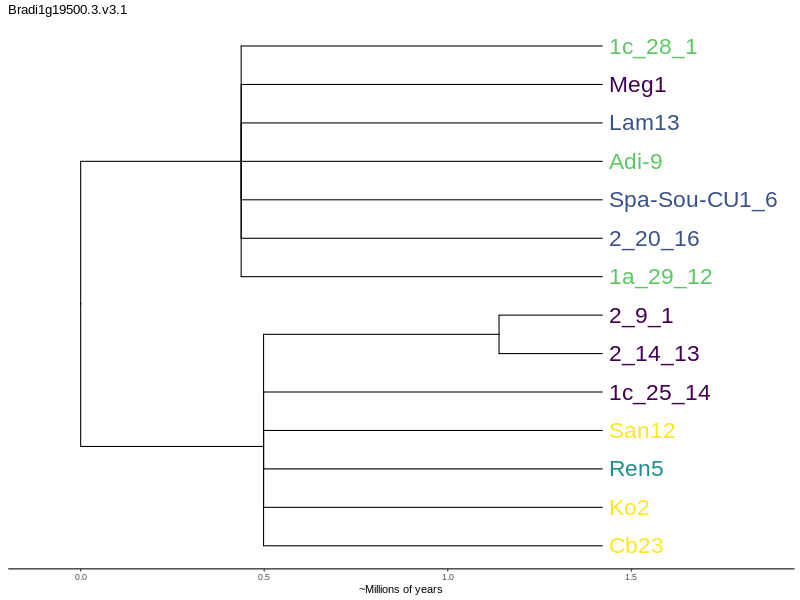 Bradi1g19500.3.v3.1
1c_28_1
Meg1
Lam13
Adi-9
Spa-Sou-CU1_6
2_20_16
1a_29_12
2_9_1
2_14_13
1c_25_14
San12
Ren5
Ko2
Cb23
0.0 0.5 1.0 1.5
~Millions of years